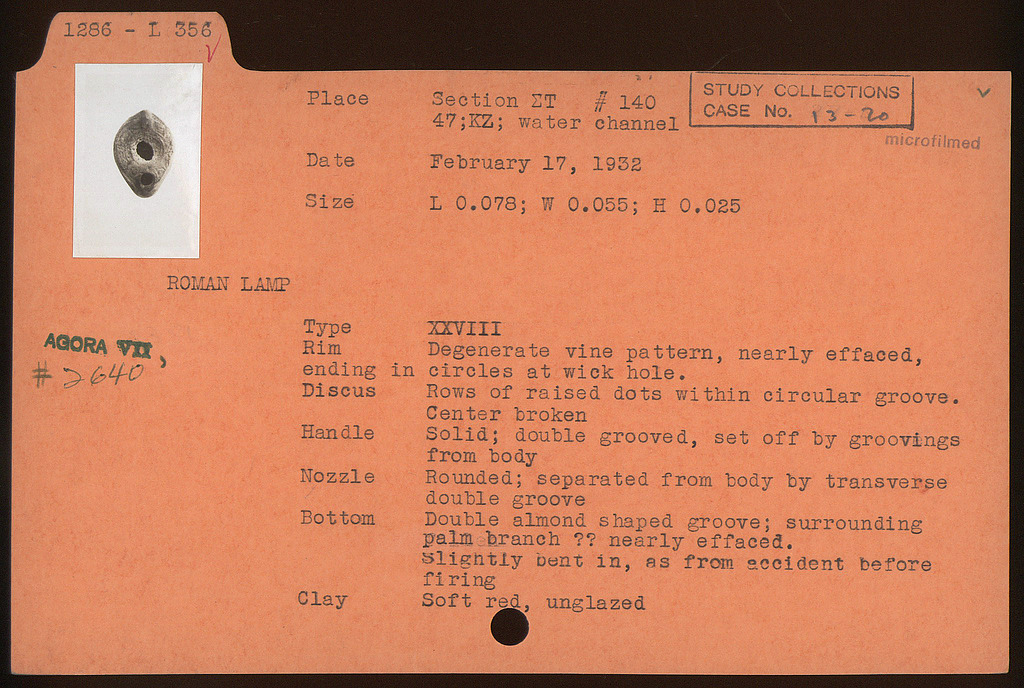 1286 - L 356
Place Section ΣΤ # 140
47;KZ; water channel
STUDY COLLECTIONS
CASE No. 13-20
microfilmed
Date February 17, 1932
Size L 0.078; W 0.055; H 0.025
ROMAN LAMP
AGORA VII,
# 2640
Type XXVIII
Rim Degenerate vine pattern, nearly effaced,
ending in circles at wick hole.
Discus Rows of raised dots within circular groove.
Center broken
Handle Solid; double grooved, set off by groovings
from body
Nozzle Rounded; separated from body by transverse
double groove
Bottom Double almond shaped groove; surrounding
palm branch ?? nearly effaced.
Slightly bent in, as from accident before
firing
Clay Soft red, unglazed